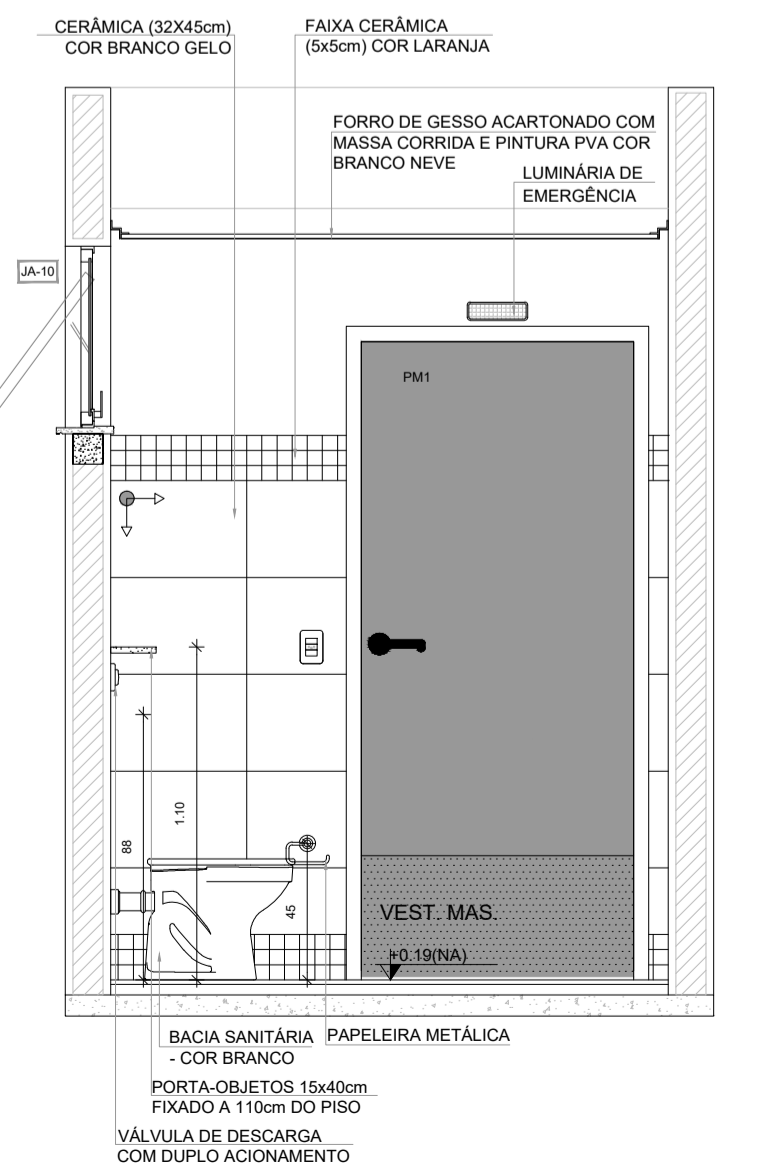 CERÂMICA (32X45cm)
COR BRANCO GELO
FAIXA CERÂMICA
(5x5cm) COR LARANJA
FORRO DE GESSO ACARTONADO COM
MASSA CORRIDA E PINTURA PVA COR
BRANCO NEVE
LUMINÁRIA DE
EMERGÊNCIA
JA-10
PM1
1.10
88
45
VEST. MAS.
+0.19(NA)
BACIA SANITÁRIA
- COR BRANCO
PAPELEIRA METÁLICA
PORTA-OBJETOS 15x40cm
FIXADO A 110cm DO PISO
VÁLVULA DE DESCARGA
COM DUPLO ACIONAMENTO